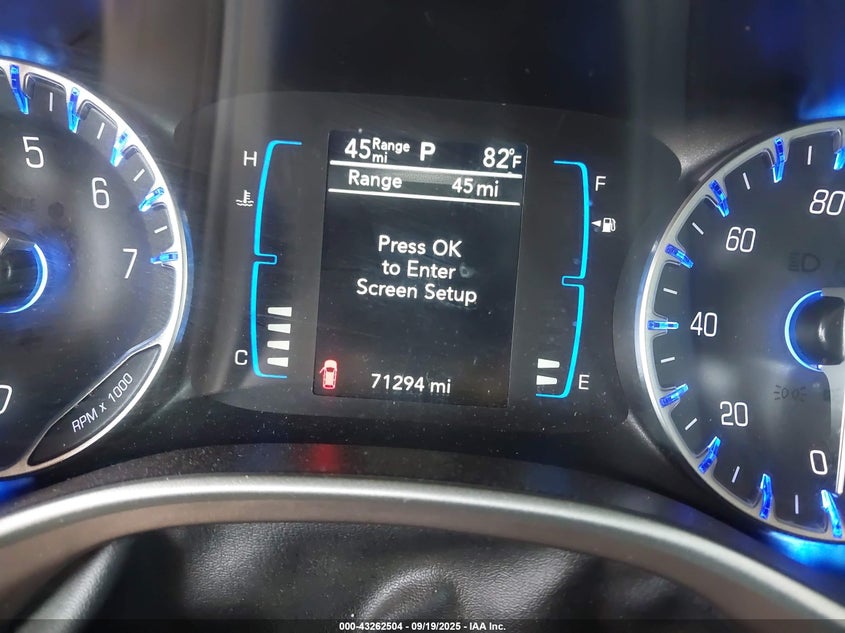 45 Range mi P 82°F
Range 45 mi
Press OK
to Enter
Screen Setup
71294 mi
H
C
F
E
5
6
7
0
RPM x 1000
80
60
40
20
0
000-43262504 - 09/19/2025 - IAA Inc.